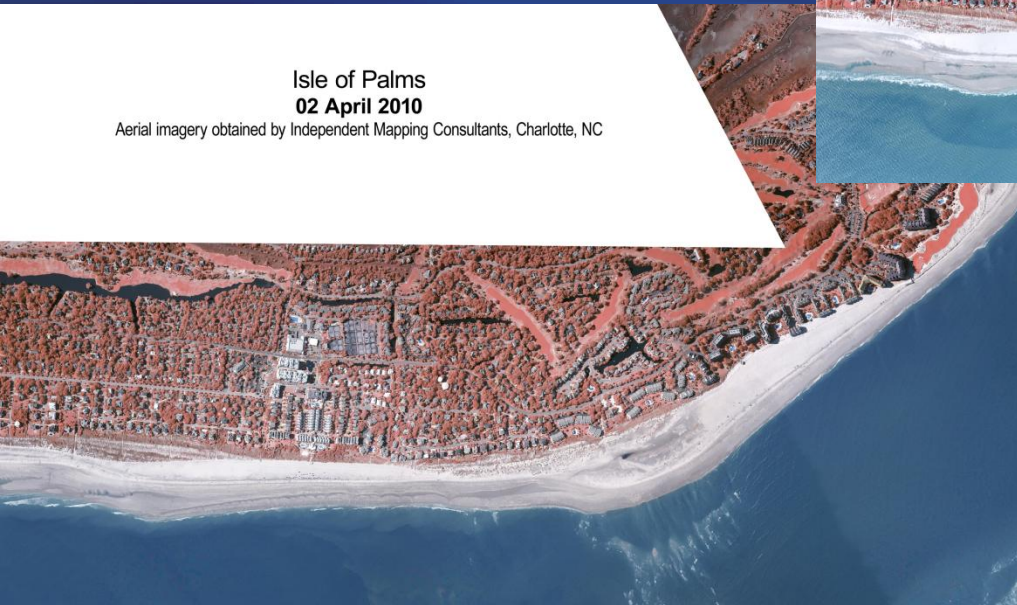 Isle of Palms
02 April 2010
Aerial imagery obtained by Independent Mapping Consultants, Charlotte, NC